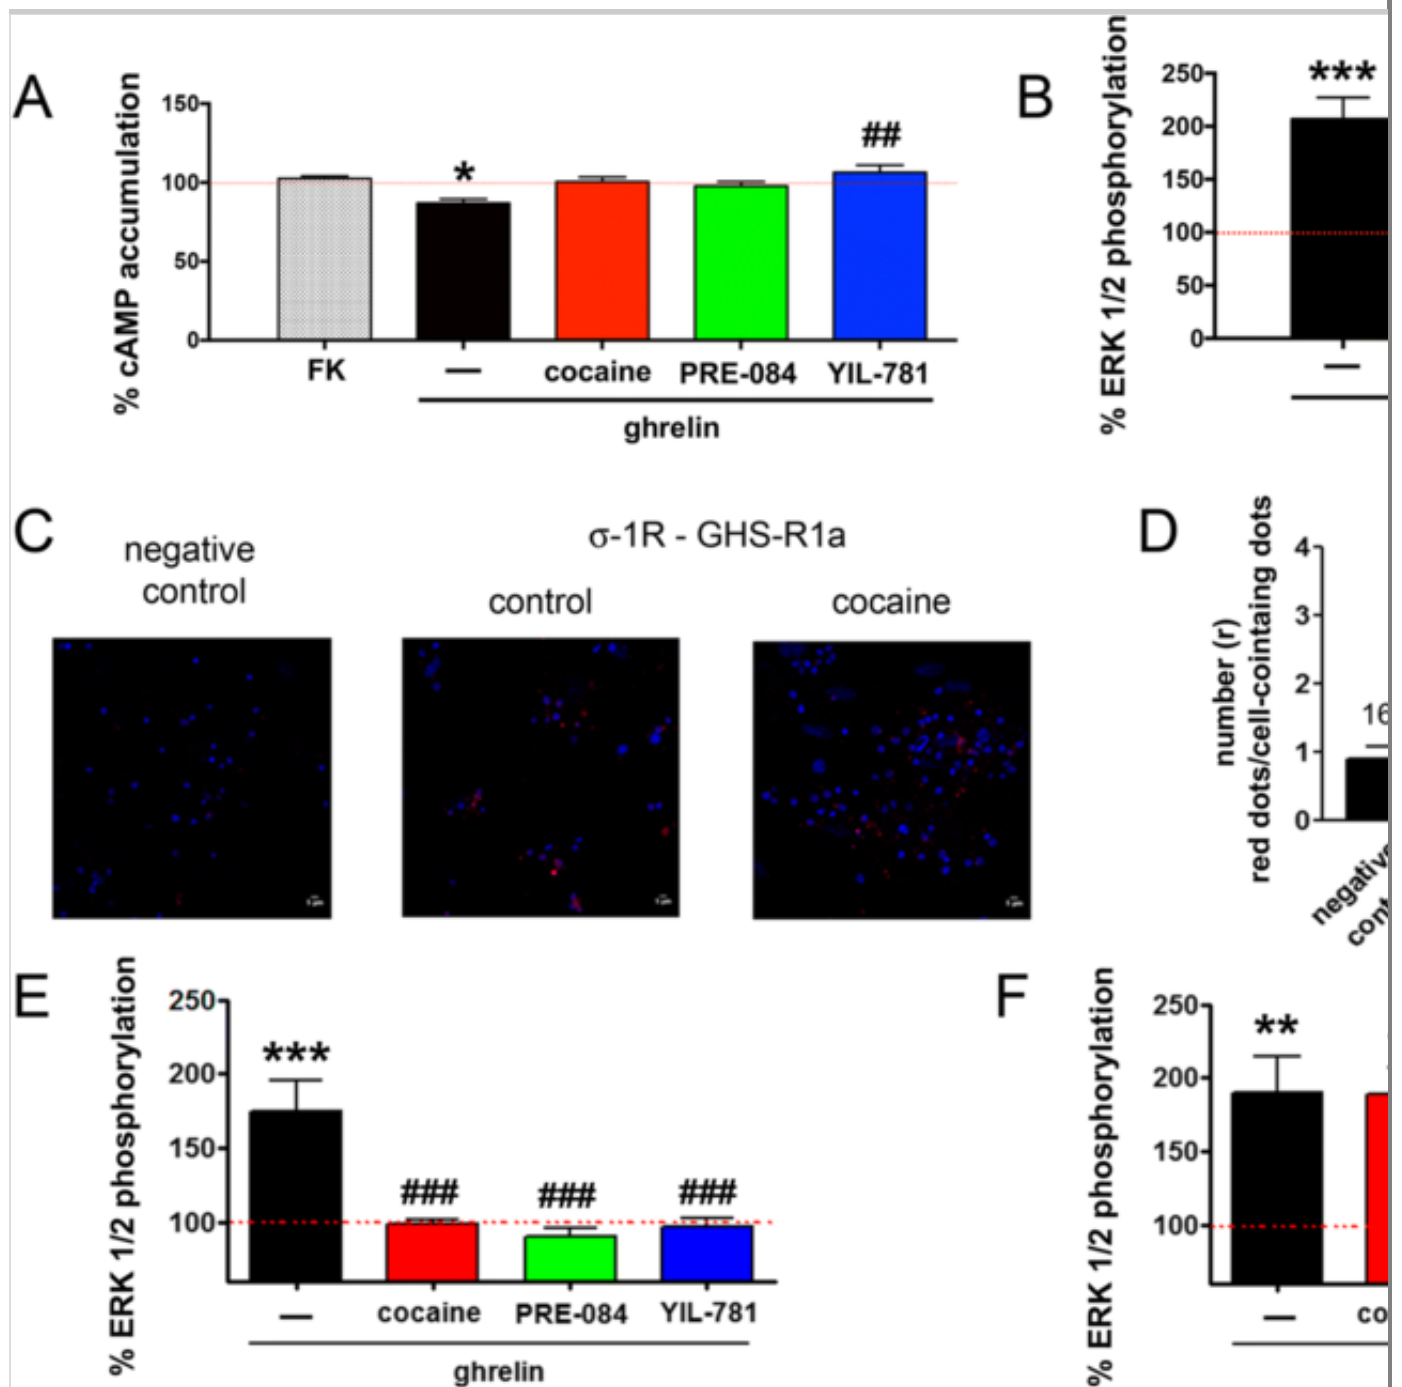 A
% cAMP accumulation
150
100
50
0
*
##
FK
—
cocaine
PRE-084
YIL-781
ghrelin
B
% ERK 1/2 phosphorylation
250
200
150
100
50
0
***
—
C
negative
control
σ-1R - GHS-R1a
control
cocaine
D
number (r)
red dots/cell-cointaing dots
4
3
2
1
0
16
negative
cont
E
% ERK 1/2 phosphorylation
250
200
150
100
***
###
###
###
—
cocaine
PRE-084
YIL-781
ghrelin
F
% ERK 1/2 phosphorylation
250
200
150
100
**
—
co